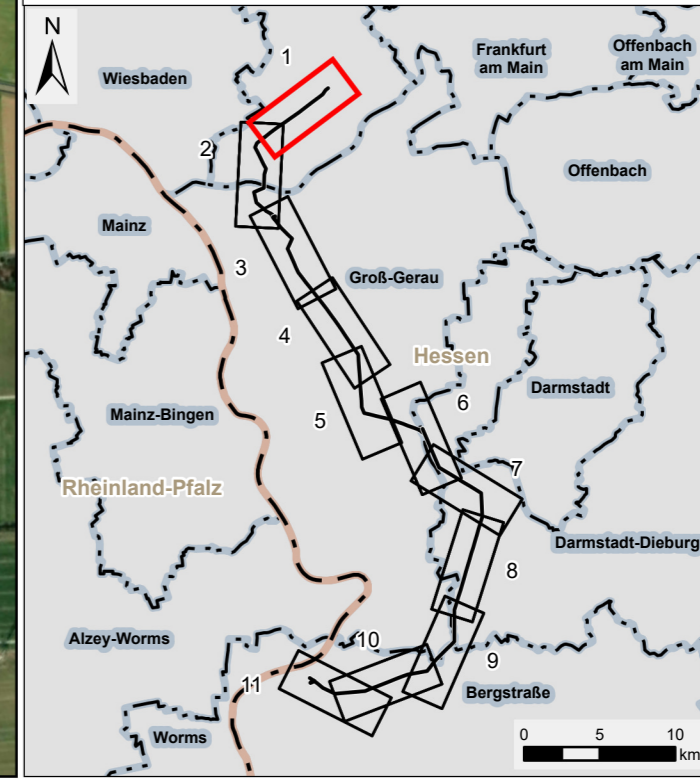 N
1
Wiesbaden
Frankfurt
am Main
Offenbach
am Main
2
Offenbach
Mainz
3
Groß-Gerau
4
Hessen
Darmstadt
5
6
Mainz-Bingen
7
Rheinland-Pfalz
Darmstadt-Dieburg
8
Alzey-Worms
10
9
11
Bergstraße
Worms
0 5 10
km